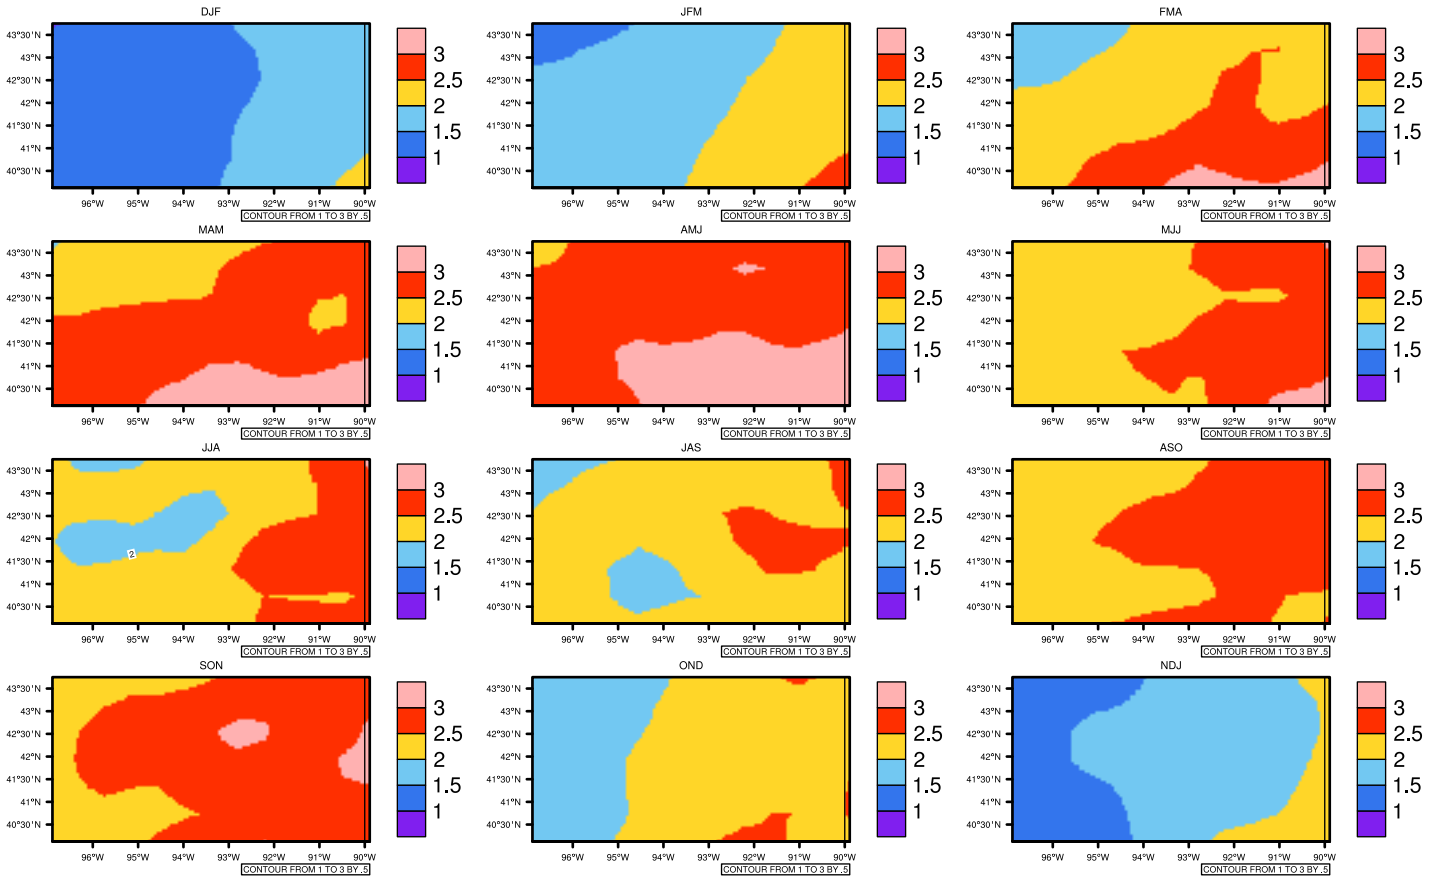 DJF JFM FMA
43°30'N 3 43°30'N 3 43°30'N 3
43°N 2.5 43°N 2.5 43°N 2.5
42°30'N 2 42°30'N 2 42°30'N 2
42°N 1.5 42°N 1.5 42°N 1.5
41°30'N 1 41°30'N 1 41°30'N 1
41°N 41°N 41°N
40°30'N 40°30'N 40°30'N
96°W 95°W 94°W 93°W 92°W 91°W 90°W 96°W 95°W 94°W 93°W 92°W 91°W 90°W 96°W 95°W 94°W 93°W 92°W 91°W 90°W
CONTOUR FROM 1 TO 3 BY .5 CONTOUR FROM 1 TO 3 BY .5 CONTOUR FROM 1 TO 3 BY .5
MAM AMJ MJJ
43°30'N 3 43°30'N 3 43°30'N 3
43°N 2.5 43°N 2.5 43°N 2.5
42°30'N 2 42°30'N 2 42°30'N 2
42°N 1.5 42°N 1.5 42°N 1.5
41°30'N 1 41°30'N 1 41°30'N 1
41°N 41°N 41°N
40°30'N 40°30'N 40°30'N
96°W 95°W 94°W 93°W 92°W 91°W 90°W 96°W 95°W 94°W 93°W 92°W 91°W 90°W 96°W 95°W 94°W 93°W 92°W 91°W 90°W
CONTOUR FROM 1 TO 3 BY .5 CONTOUR FROM 1 TO 3 BY .5 CONTOUR FROM 1 TO 3 BY .5
JJA JAS ASO
43°30'N 3 43°30'N 3 43°30'N 3
43°N 2.5 43°N 2.5 43°N 2.5
42°30'N 2 42°30'N 2 42°30'N 2
42°N 1.5 42°N 1.5 42°N 1.5
2
41°30'N 1 41°30'N 1 41°30'N 1
41°N 41°N 41°N
40°30'N 40°30'N 40°30'N
96°W 95°W 94°W 93°W 92°W 91°W 90°W 96°W 95°W 94°W 93°W 92°W 91°W 90°W 96°W 95°W 94°W 93°W 92°W 91°W 90°W
CONTOUR FROM 1 TO 3 BY .5 CONTOUR FROM 1 TO 3 BY .5 CONTOUR FROM 1 TO 3 BY .5
SON OND NDJ
43°30'N 3 43°30'N 3 43°30'N 3
43°N 2.5 43°N 2.5 43°N 2.5
42°30'N 2 42°30'N 2 42°30'N 2
42°N 1.5 42°N 1.5 42°N 1.5
41°30'N 1 41°30'N 1 41°30'N 1
41°N 41°N 41°N
40°30'N 40°30'N 40°30'N
96°W 95°W 94°W 93°W 92°W 91°W 90°W 96°W 95°W 94°W 93°W 92°W 91°W 90°W 96°W 95°W 94°W 93°W 92°W 91°W 90°W
CONTOUR FROM 1 TO 3 BY .5 CONTOUR FROM 1 TO 3 BY .5 CONTOUR FROM 1 TO 3 BY .5